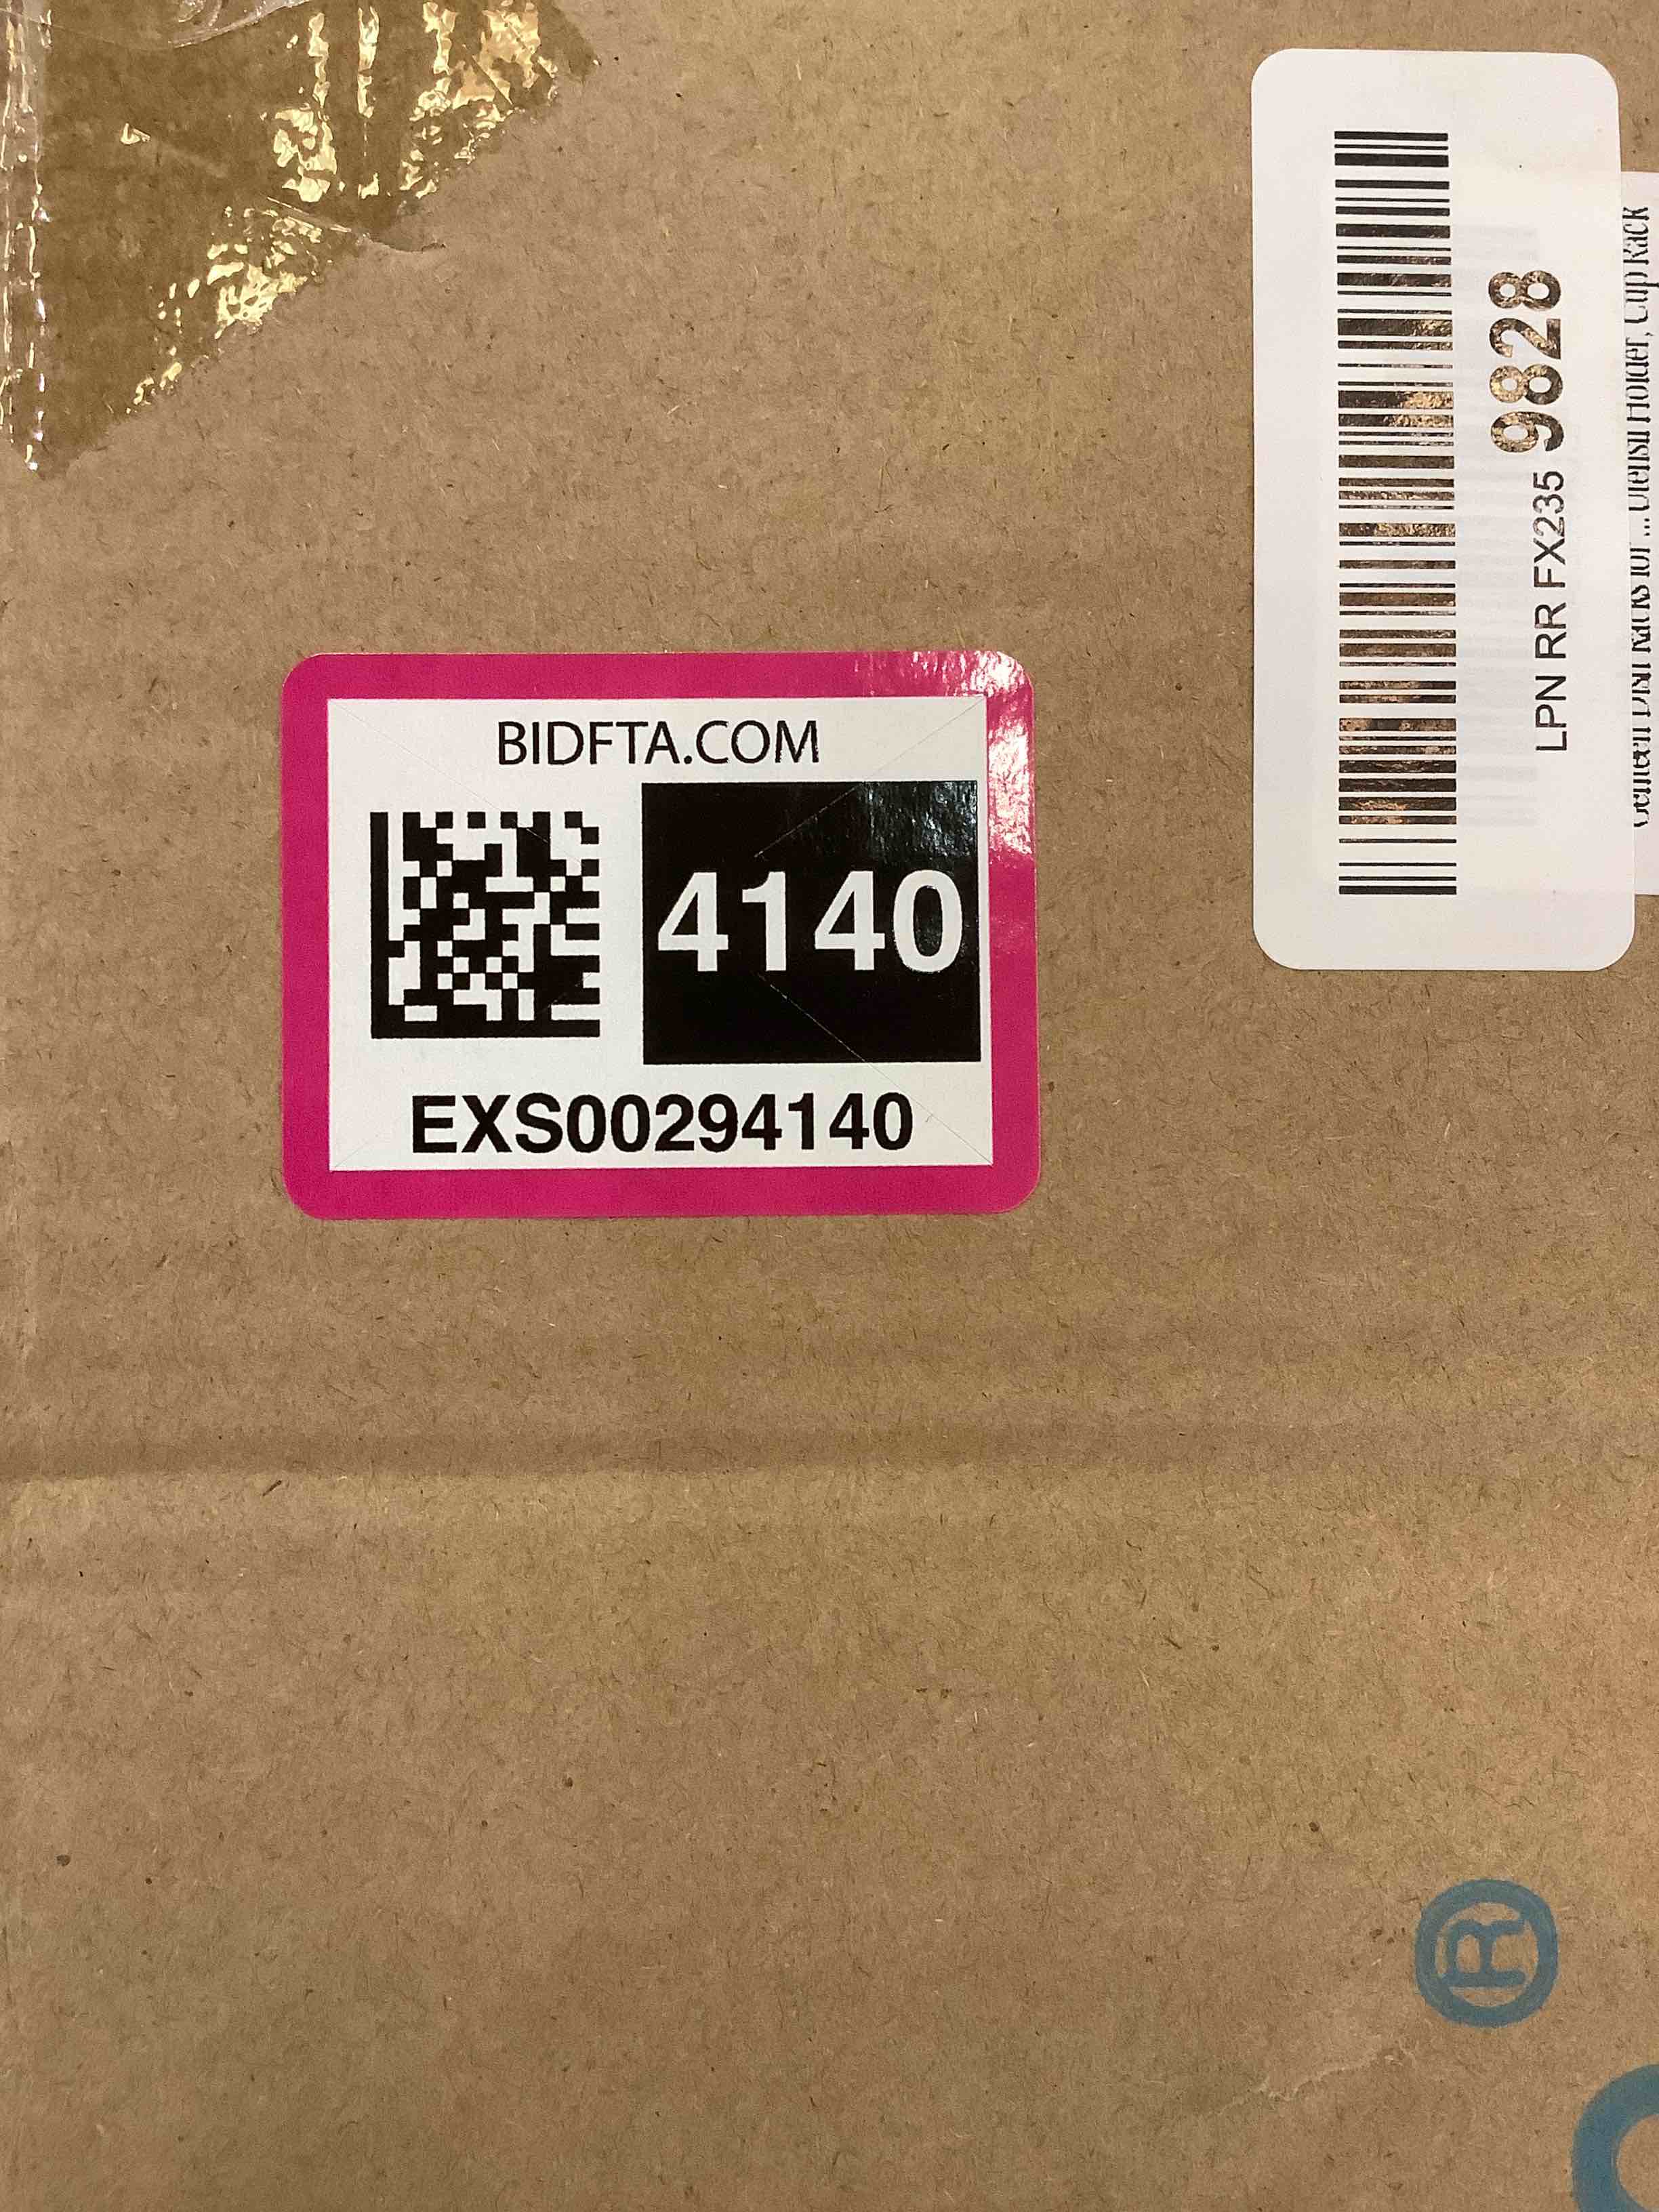 BIDFTA.COM
4140
EXS00294140
LPN RR FX235 9828
Utensil Holder, Cup Rack
®